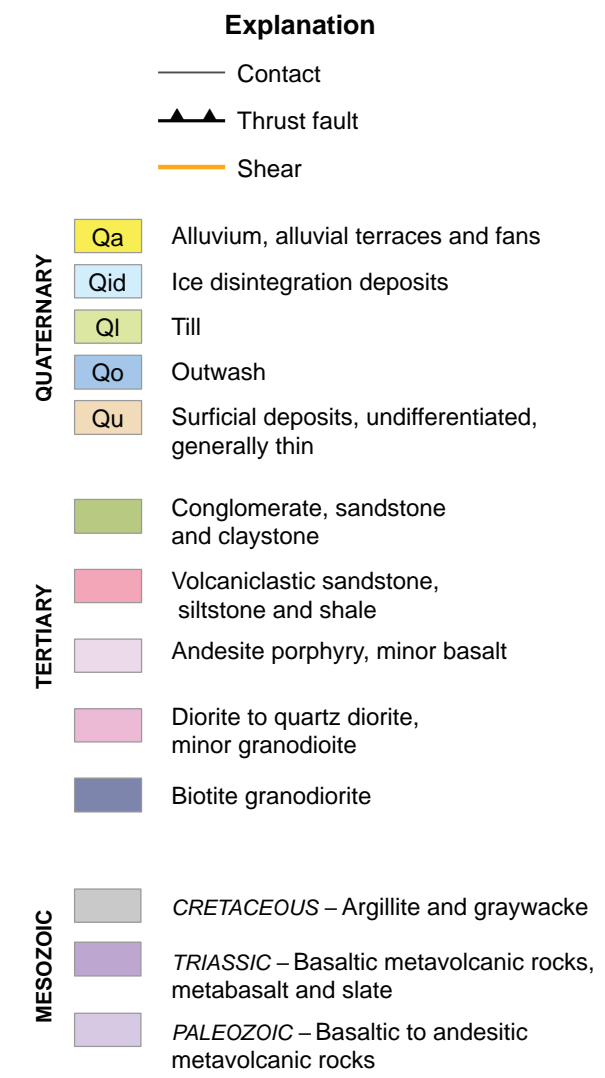 Explanation
Contact
Thrust fault
Shear
QUATERNARY
Qa Alluvium, alluvial terraces and fans
Qid Ice disintegration deposits
Ql Till
Qo Outwash
Qu Surficial deposits, undifferentiated,
generally thin
TERTIARY
Conglomerate, sandstone
and claystone
Volcaniclastic sandstone,
siltstone and shale
Andesite porphyry, minor basalt
Diorite to quartz diorite,
minor granodioite
Biotite granodiorite
MESOZOIC
CRETACEOUS – Argillite and graywacke
TRIASSIC – Basaltic metavolcanic rocks,
metabasalt and slate
PALEOZOIC – Basaltic to andesitic
metavolcanic rocks